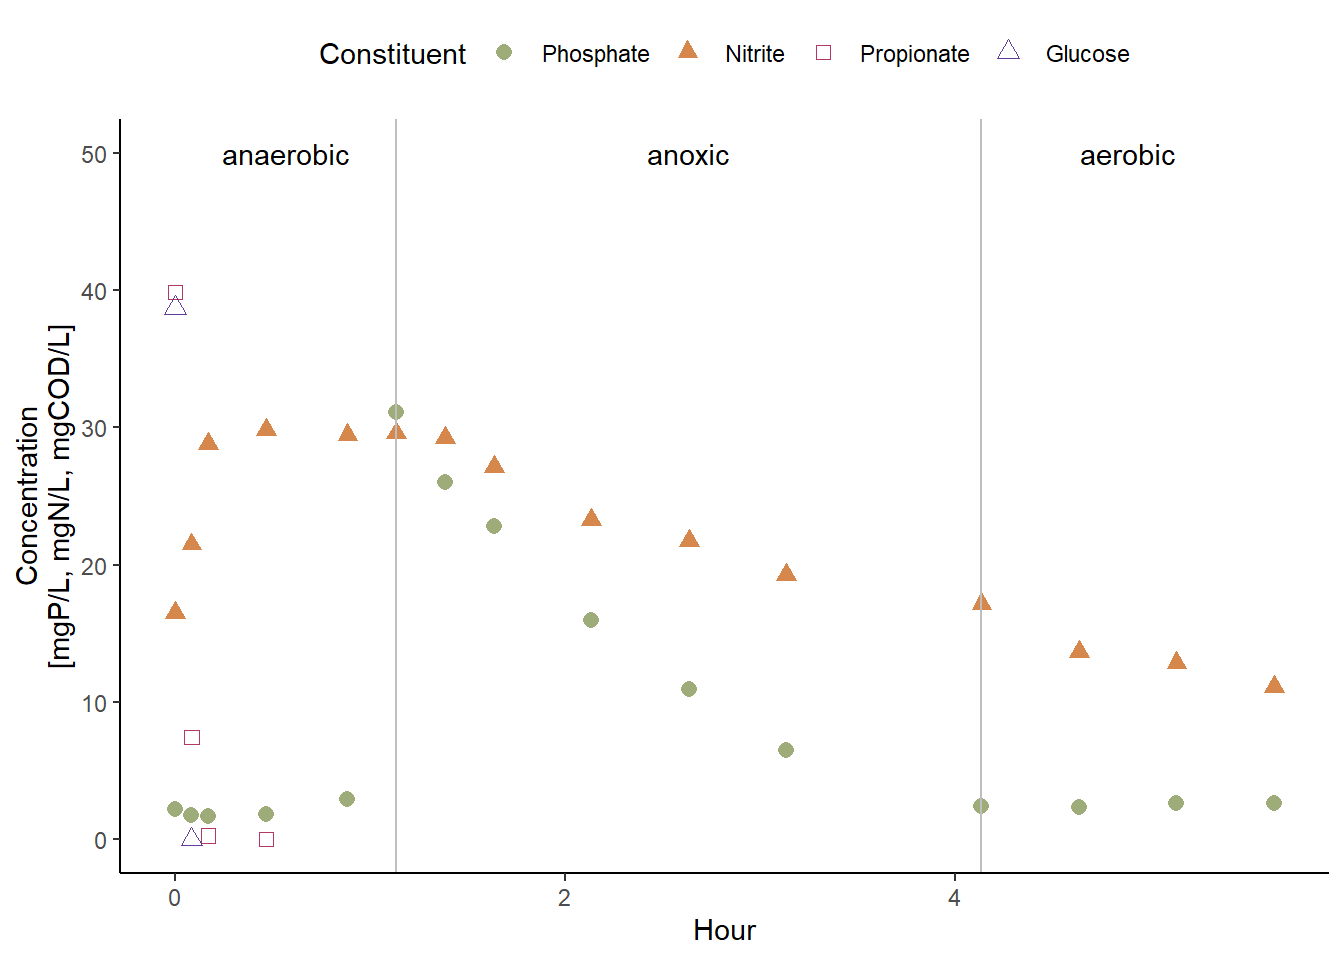 Constituent Phosphate Nitrite Propionate Glucose
anaerobic anoxic aerobic
50
40
30
20
10
0
Concentration
[mgP/L, mgN/L, mgCOD/L]
0 2 4
Hour